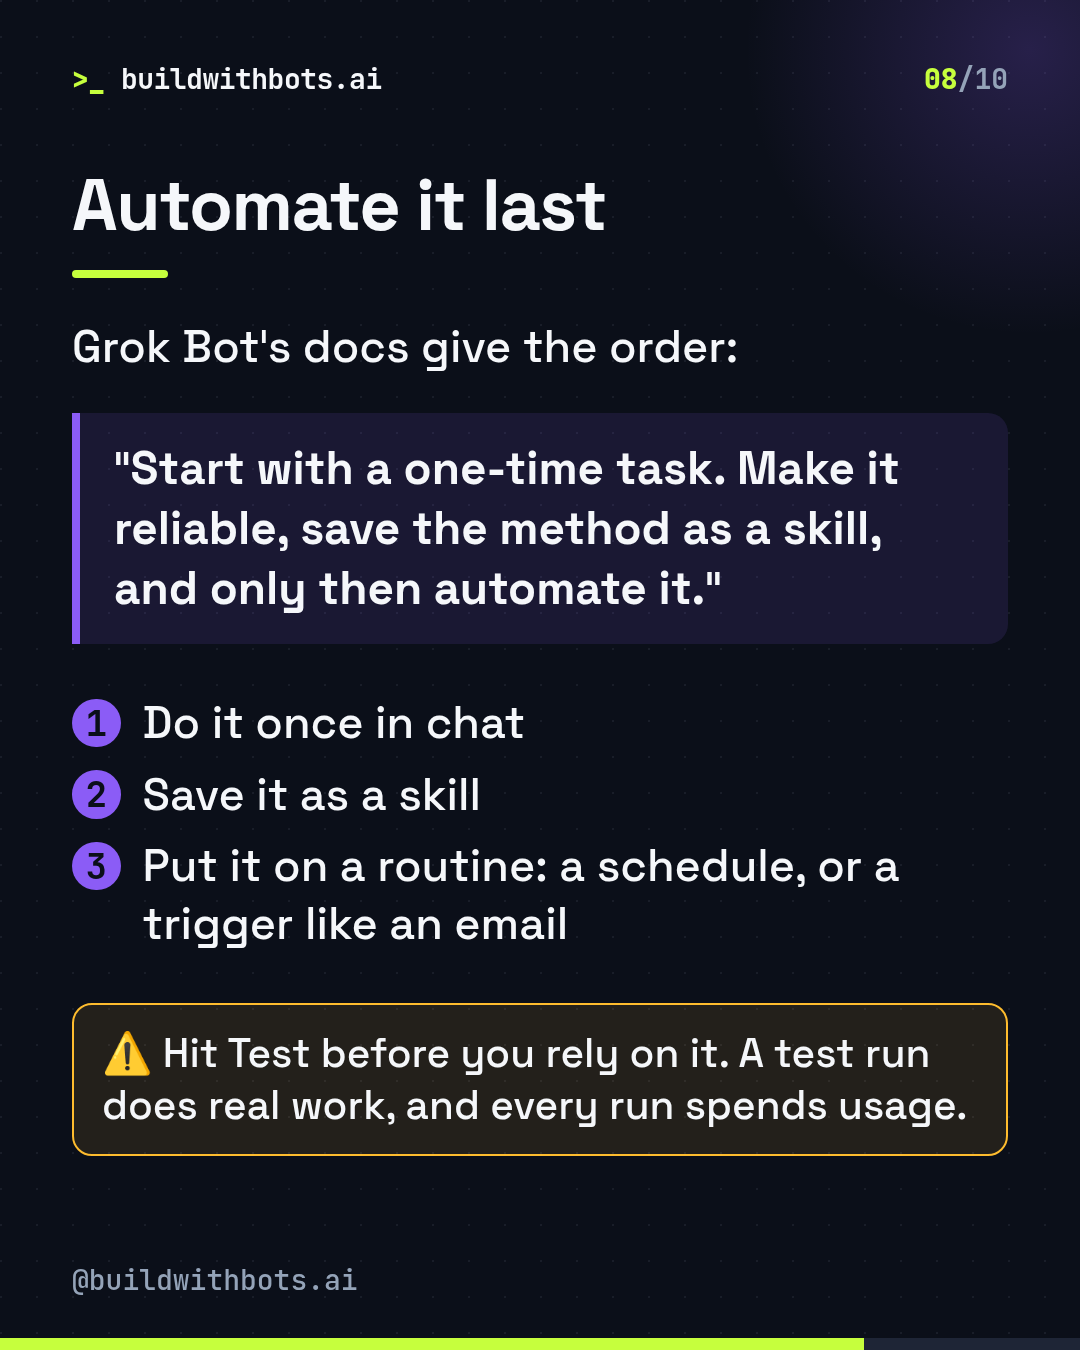 >_ buildwithbots.ai
08/10
Automate it last
Grok Bot's docs give the order:
"Start with a one-time task. Make it
reliable, save the method as a skill,
and only then automate it."
1 Do it once in chat
2 Save it as a skill
3 Put it on a routine: a schedule, or a
trigger like an email
⚠️ Hit Test before you rely on it. A test run
does real work, and every run spends usage.
@buildwithbots.ai